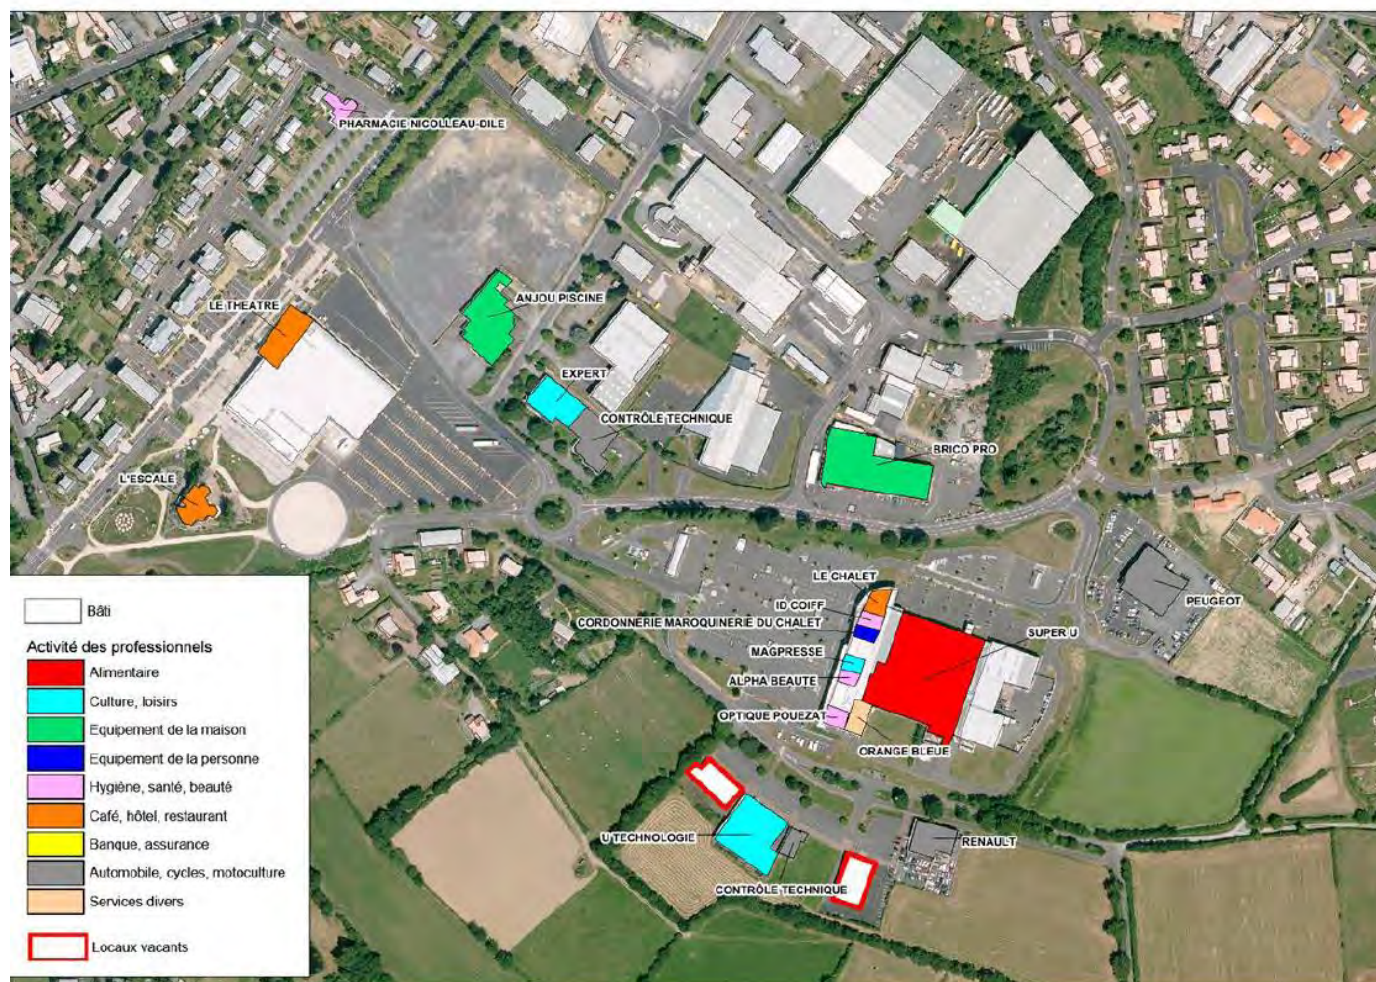 PHARMACIE NICOLLEAU-DILE
LE THEATRE
ANJOU PISCINE
EXPERT
CONTRÔLE TECHNIQUE
BRICO PRO
L'ESCALE
LE CHALET
ID COIFF
CORDONNERIE MAROQUINERIE DU CHALET
MAGPRESSE
ALPHA BEAUTE
OPTIQUE POUEZAT
ORANGE BLEUE
SUPER U
PEUGEOT
U TECHNOLOGIE
CONTRÔLE TECHNIQUE
RENAULT
Bâti
Activité des professionnels
Alimentaire
Culture, loisirs
Equipement de la maison
Equipement de la personne
Hygiène, santé, beauté
Café, hôtel, restaurant
Banque, assurance
Automobile, cycles, motoculture
Services divers
Locaux vacants